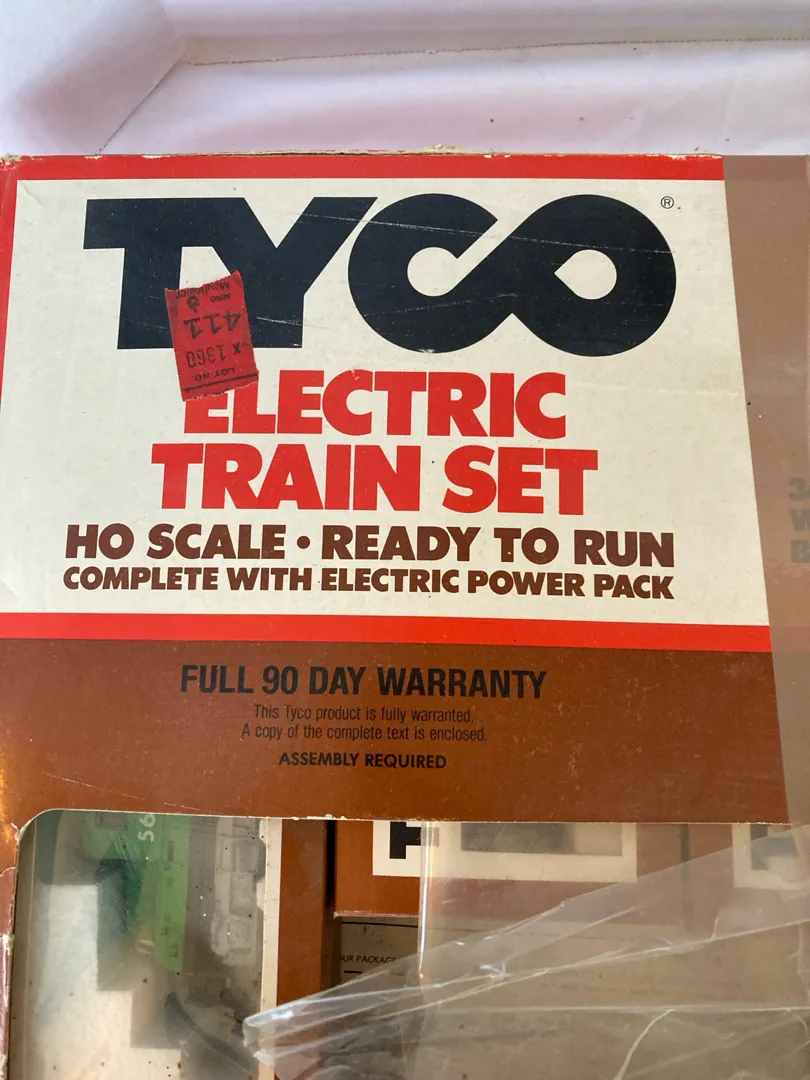 TYCO®
LOT NO.
X 1360
411
ELECTRIC
TRAIN SET
HO SCALE • READY TO RUN
COMPLETE WITH ELECTRIC POWER PACK
FULL 90 DAY WARRANTY
This Tyco product is fully warranted.
A copy of the complete text is enclosed.
ASSEMBLY REQUIRED
56